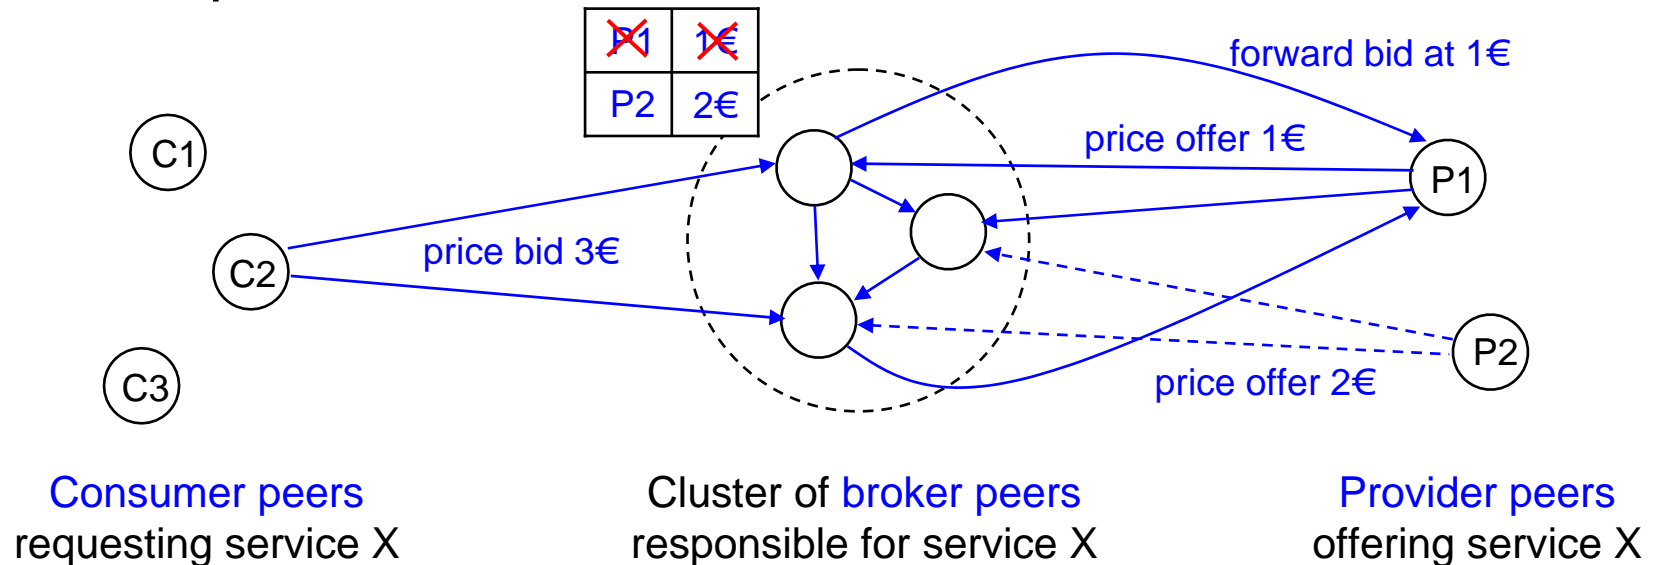 P1 1€
P2 2€
forward bid at 1€
price offer 1€
C1
P1
price bid 3€
C2
P2
C3
price offer 2€
Consumer peers
requesting service X
Cluster of broker peers
responsible for service X
Provider peers
offering service X